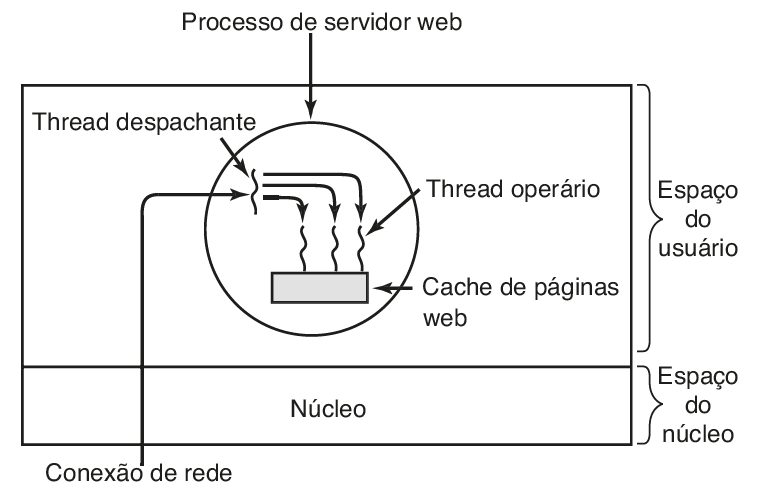 Processo de servidor web
Thread despachante
Thread operário
Espaço
do
usuário
Cache de páginas
web
Espaço
do
núcleo
Núcleo
Conexão de rede